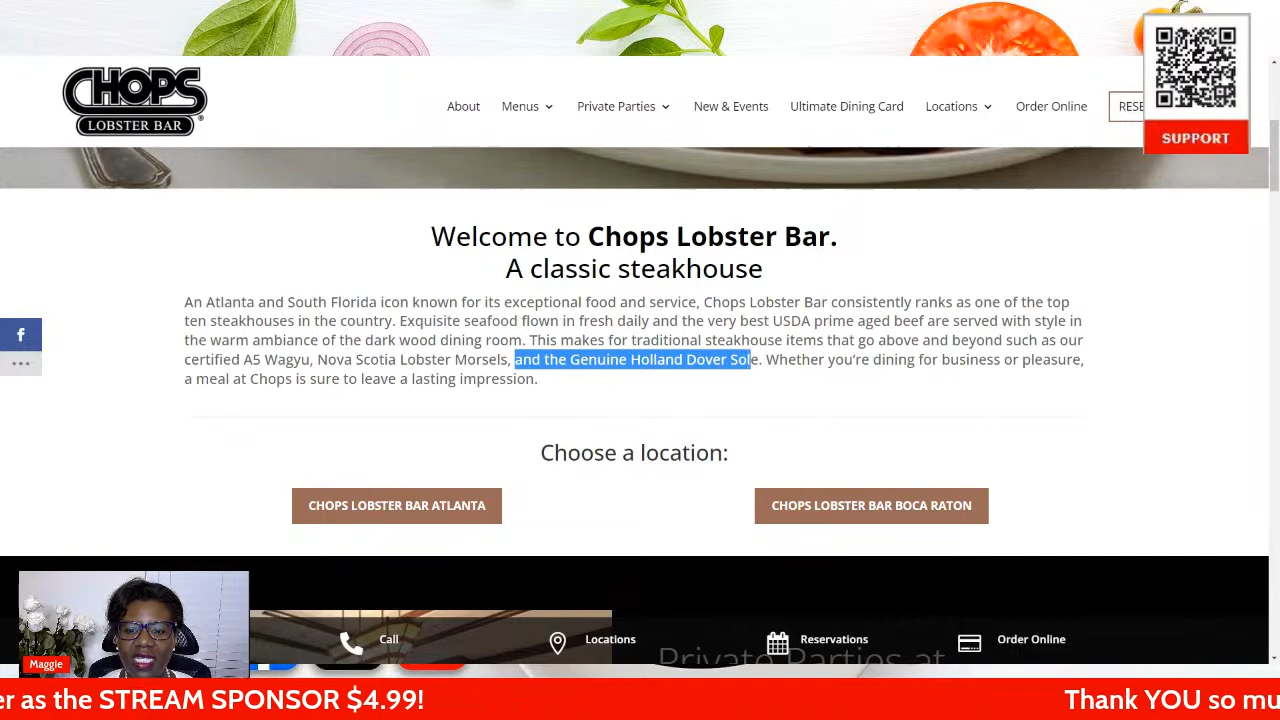 CHOPS
LOBSTER BAR
®
About Menus Private Parties New & Events Ultimate Dining Card Locations Order Online RESE
SUPPORT
Welcome to Chops Lobster Bar.
A classic steakhouse
An Atlanta and South Florida icon known for its exceptional food and service, Chops Lobster Bar consistently ranks as one of the top
ten steakhouses in the country. Exquisite seafood flown in fresh daily and the very best USDA prime aged beef are served with style in
the warm ambiance of the dark wood dining room. This makes for traditional steakhouse items that go above and beyond such as our
certified A5 Wagyu, Nova Scotia Lobster Morsels, and the Genuine Holland Dover Sole. Whether you’re dining for business or pleasure,
a meal at Chops is sure to leave a lasting impression.
Choose a location:
CHOPS LOBSTER BAR ATLANTA
CHOPS LOBSTER BAR BOCA RATON
Call Locations Reservations Order Online
Private Parties at
Maggie
er as the STREAM SPONSOR $4.99! Thank YOU so mu